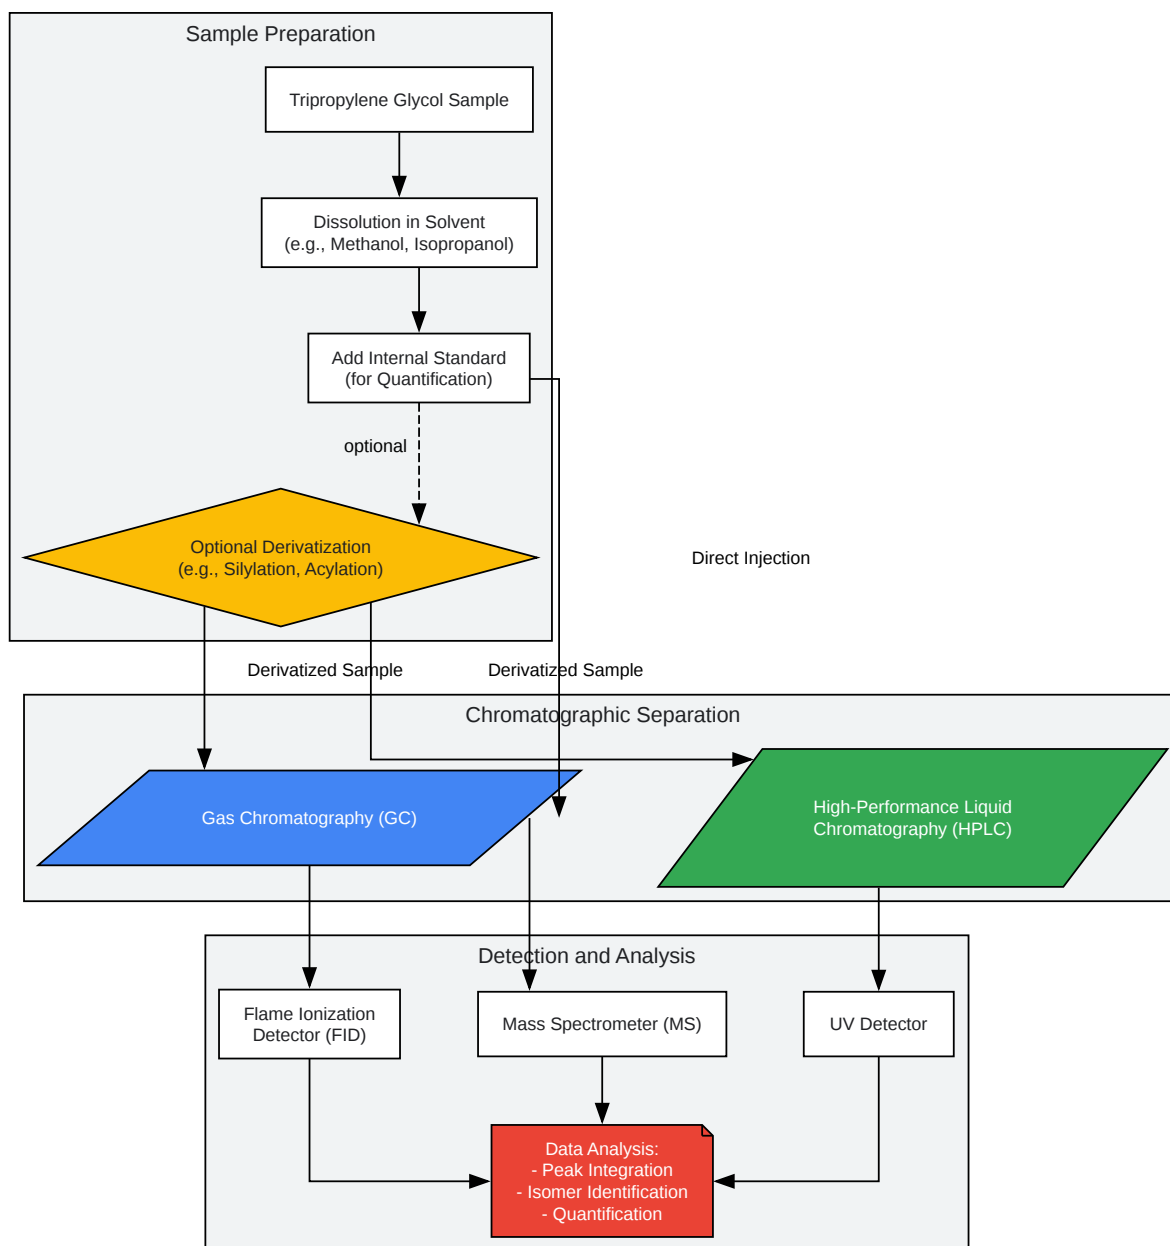 Sample Preparation
Tripropylene Glycol Sample
Dissolution in Solvent
(e.g., Methanol, Isopropanol)
Add Internal Standard
(for Quantification)
optional
Optional Derivatization
(e.g., Silylation, Acylation)
Direct Injection
Derivatized Sample
Derivatized Sample
Chromatographic Separation
Gas Chromatography (GC)
High-Performance Liquid
Chromatography (HPLC)
Detection and Analysis
Flame Ionization
Detector (FID)
Mass Spectrometer (MS)
UV Detector
Data Analysis:
- Peak Integration
- Isomer Identification
- Quantification